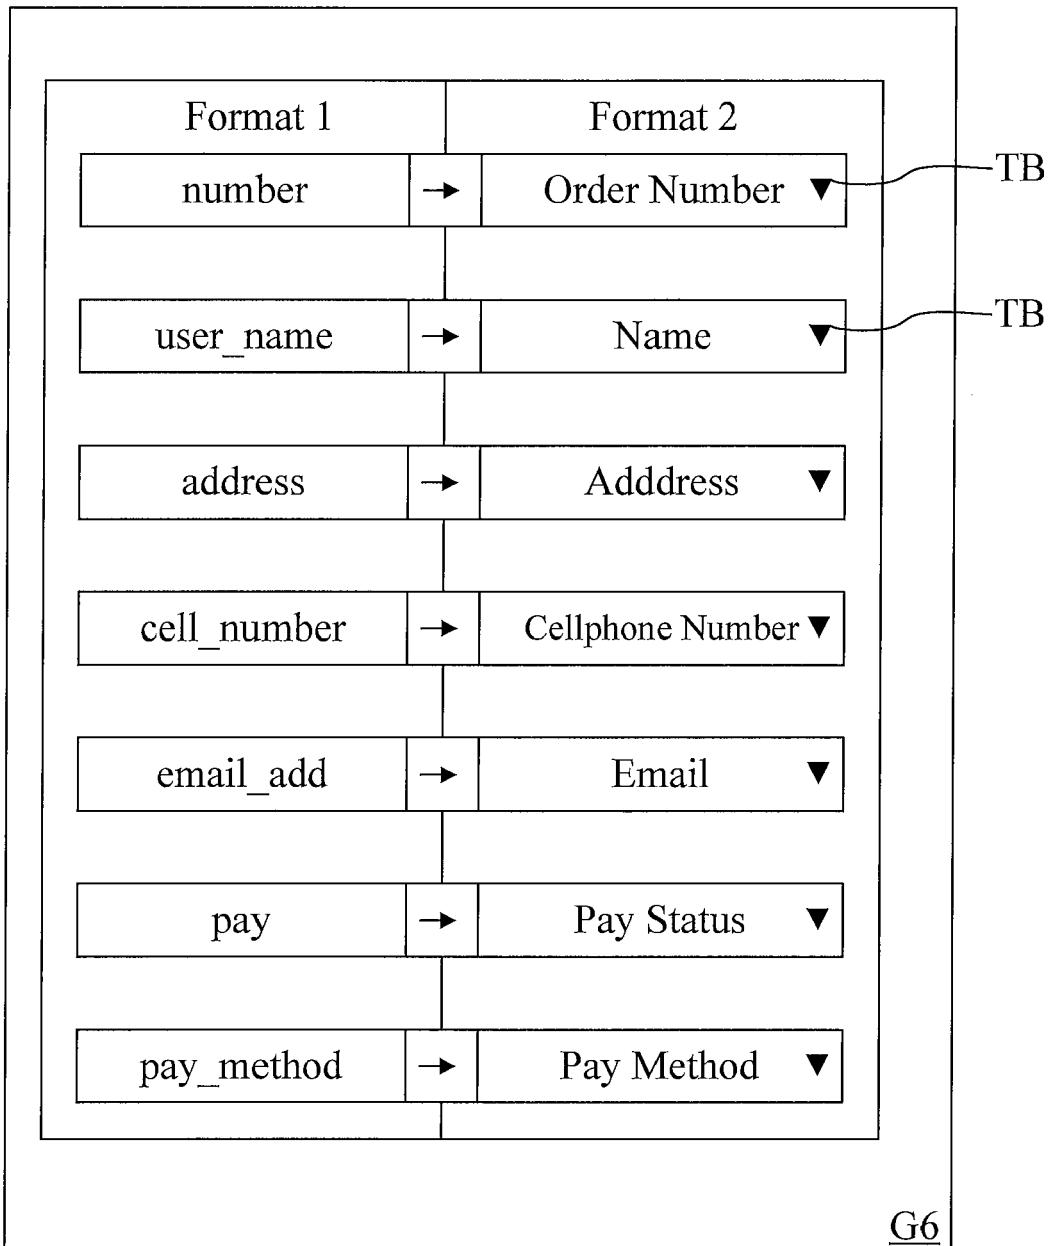 Format 1 Format 2
number → Order Number ▼ TB
user_name → Name ▼ TB
address → Adddress ▼
cell_number → Cellphone Number ▼
email_add → Email ▼
pay → Pay Status ▼
pay_method → Pay Method ▼
G6